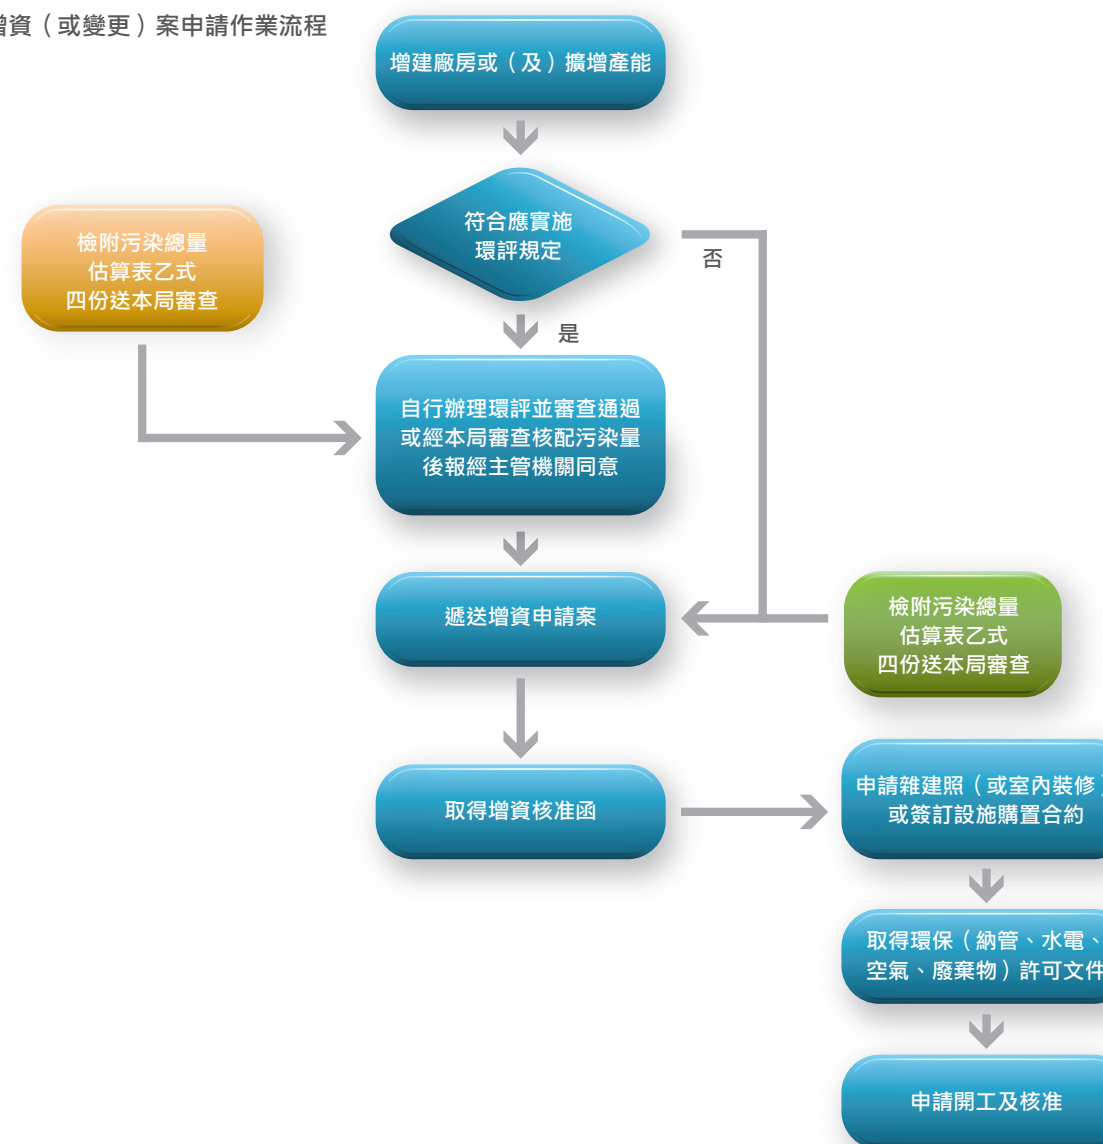 增資（或變更）案申請作業流程
增建廠房或（及）擴增產能
符合應實施
環評規定
否
是
檢附污染總量
估算表乙式
四份送本局審查
自行辦理環評並審查通過
或經本局審查核配污染量
後報經主管機關同意
遞送增資申請案
檢附污染總量
估算表乙式
四份送本局審查
取得增資核准函
申請雜建照（或室內裝修）
或簽訂設施購置合約
取得環保（納管、水電、
空氣、廢棄物）許可文件
申請開工及核准